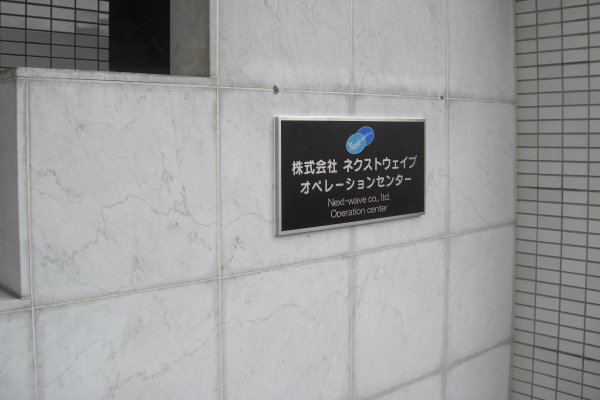 株式会社 ネクストウェイブ
オペレーションセンター
Next-wave co., ltd.
Operation center